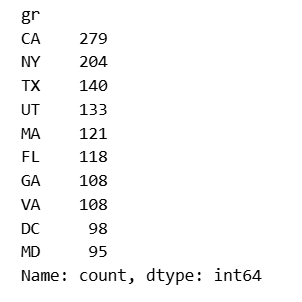 gr
CA    279
NY    204
TX    140
UT    133
MA    121
FL    118
GA    108
VA    108
DC     98
MD     95
Name: count, dtype: int64